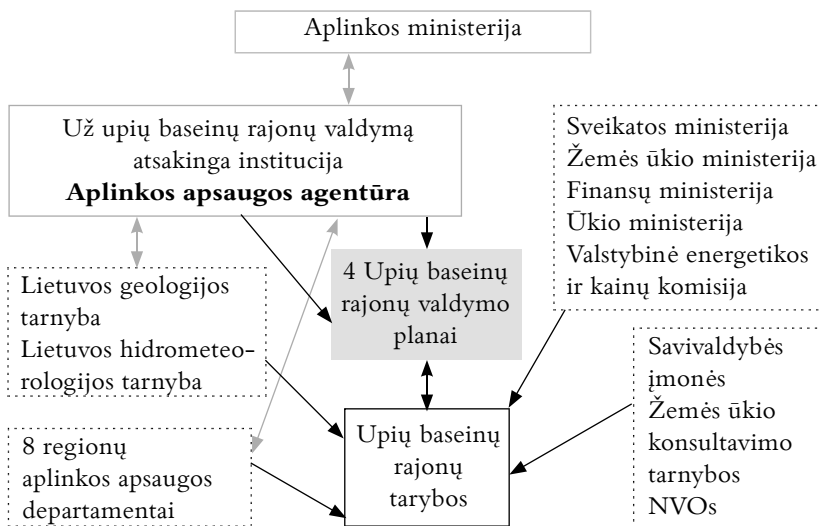 Aplinkos ministerija
Už upių baseinų rajonų valdymą
atsakinga institucija
Aplinkos apsaugos agentūra
Sveikatos ministerija
Žemės ūkio ministerija
Finansų ministerija
Ūkio ministerija
Valstybinė energetikos
ir kainų komisija
4 Upių baseinų
rajonų valdymo
planai
Lietuvos geologijos
tarnyba
Lietuvos hidrometeo-
rologijos tarnyba
Savivaldybės
įmonės
Žemės ūkio
konsultavimo
tarnybos
NVOs
8 regionų
aplinkos apsaugos
departamentai
Upių baseinų
rajonų
tarybos